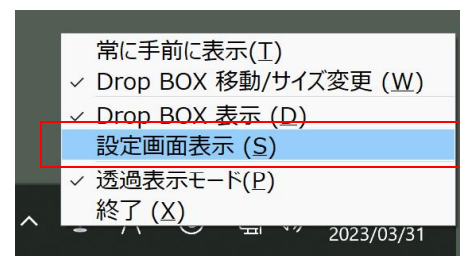 常に手前に表示(T)
✓ Drop BOX 移動/サイズ変更 (W)
✓ Drop BOX 表示 (D)
設定画面表示 (S)
✓ 透過表示モード(P)
終了 (X)
2023/03/31